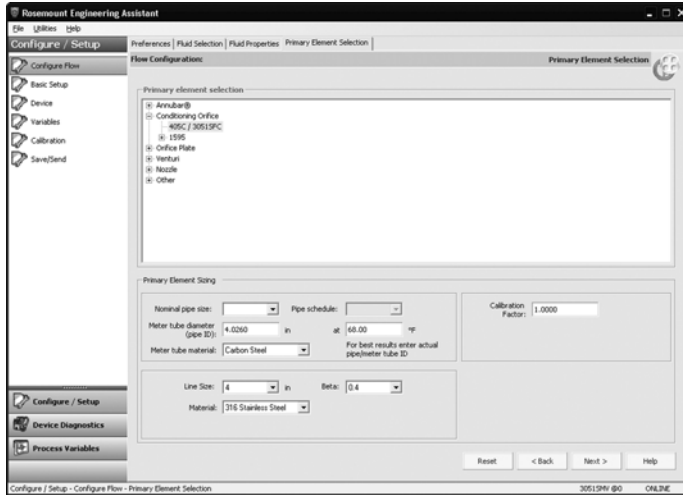 Rosemount Engineering Assistant
File Utilities Help
Configure / Setup
Preferences | Fluid Selection | Fluid Properties | Primary Element Selection
Configure Flow
Flow Configuration:
Primary Element Selection
Basic Setup
Device
Variables
Calibration
Save/Send
Primary element selection
Annubar®
Conditioning Orifice
405C / 3051SFC
1595
Orifice Plate
Venturi
Nozzle
Other
Primary Element Sizing
Nominal pipe size: Pipe schedule:
Meter tube diameter (pipe ID): 4.0260 in at 68.00 °F
Meter tube material: Carbon Steel
For best results enter actual
pipe/meter tube ID
Calibration Factor: 1.0000
Line Size: 4 in Beta: 0.4
Material: 316 Stainless Steel
Configure / Setup
Device Diagnostics
Process Variables
Reset < Back Next > Help
Configure / Setup - Configure Flow - Primary Element Selection 3051SMV @0 ONLINE